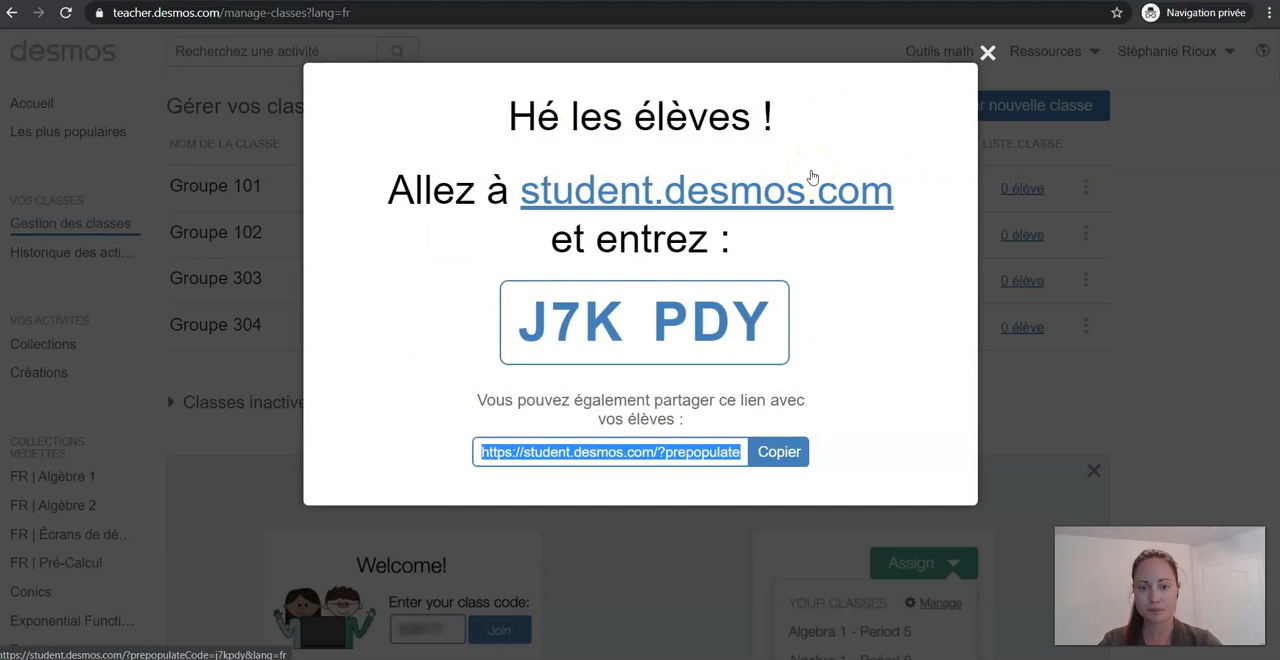 teacher.desmos.com/manage-classes?lang=fr
Navigation privée
desmos
Recherchez une activité
Outils math
Ressources
Stéphanie Rioux
Accueil
Les plus populaires
VOS CLASSES
Gestion des classes
Historique des acti...
VOS ACTIVITÉS
Collections
Créations
COLLECTIONS
VEDETTES
FR | Algèbre 1
FR | Algèbre 2
FR | Écrans de dé...
FR | Pré-Calcul
Conics
Exponential Functi...
Gérer vos clas
r nouvelle classe
NOM DE LA CLASSE
LISTE CLASSE
Groupe 101
0 élève
Groupe 102
0 élève
Groupe 303
0 élève
Groupe 304
0 élève
Classes inactive
Hé les élèves !
Allez à student.desmos.com
et entrez :
J7K PDY
Vous pouvez également partager ce lien avec
vos élèves :
https://student.desmos.com/?prepopulate
Copier
Welcome!
Enter your class code:
Join
Assign
YOUR CLASSES
Manage
Algebra 1 - Period 5
https://student.desmos.com/?prepopulateCode=j7kpdy&lang=fr